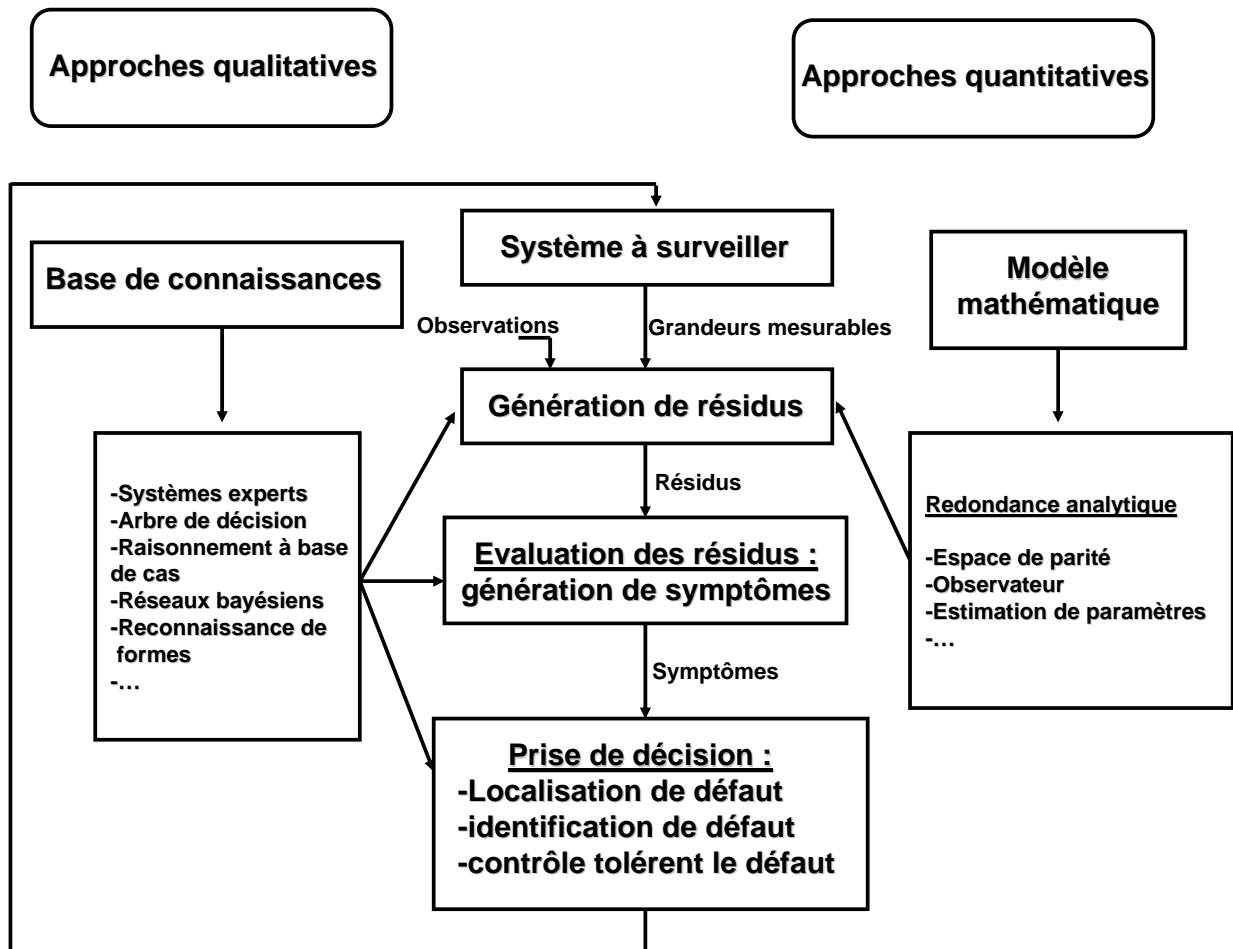 Approches qualitatives
Approches quantitatives
Système à surveiller
Base de connaissances
Modèle
mathématique
Observations
Grandeurs mesurables
Génération de résidus
-Systèmes experts
-Arbre de décision
-Raisonnement à base
de cas
-Réseaux bayésiens
-Reconnaissance de
formes
-...
Résidus
Redondance analytique
-Espace de parité
-Observateur
-Estimation de paramètres
-...
Evaluation des résidus :
génération de symptômes
Symptômes
Prise de décision :
-Localisation de défaut
-identification de défaut
-contrôle tolérent le défaut